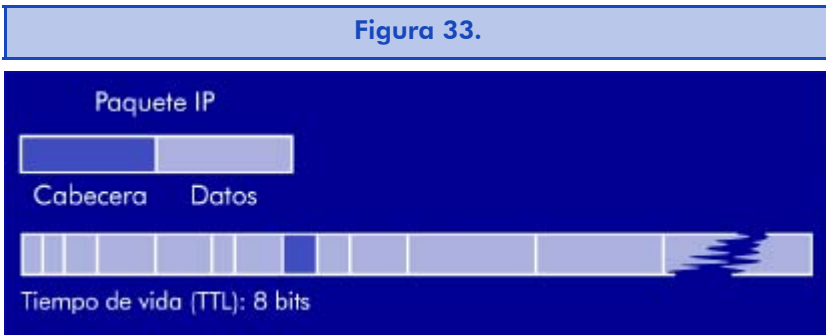 Figura 33.
Paquete IP
Cabecera Datos
Tiempo de vida (TTL): 8 bits